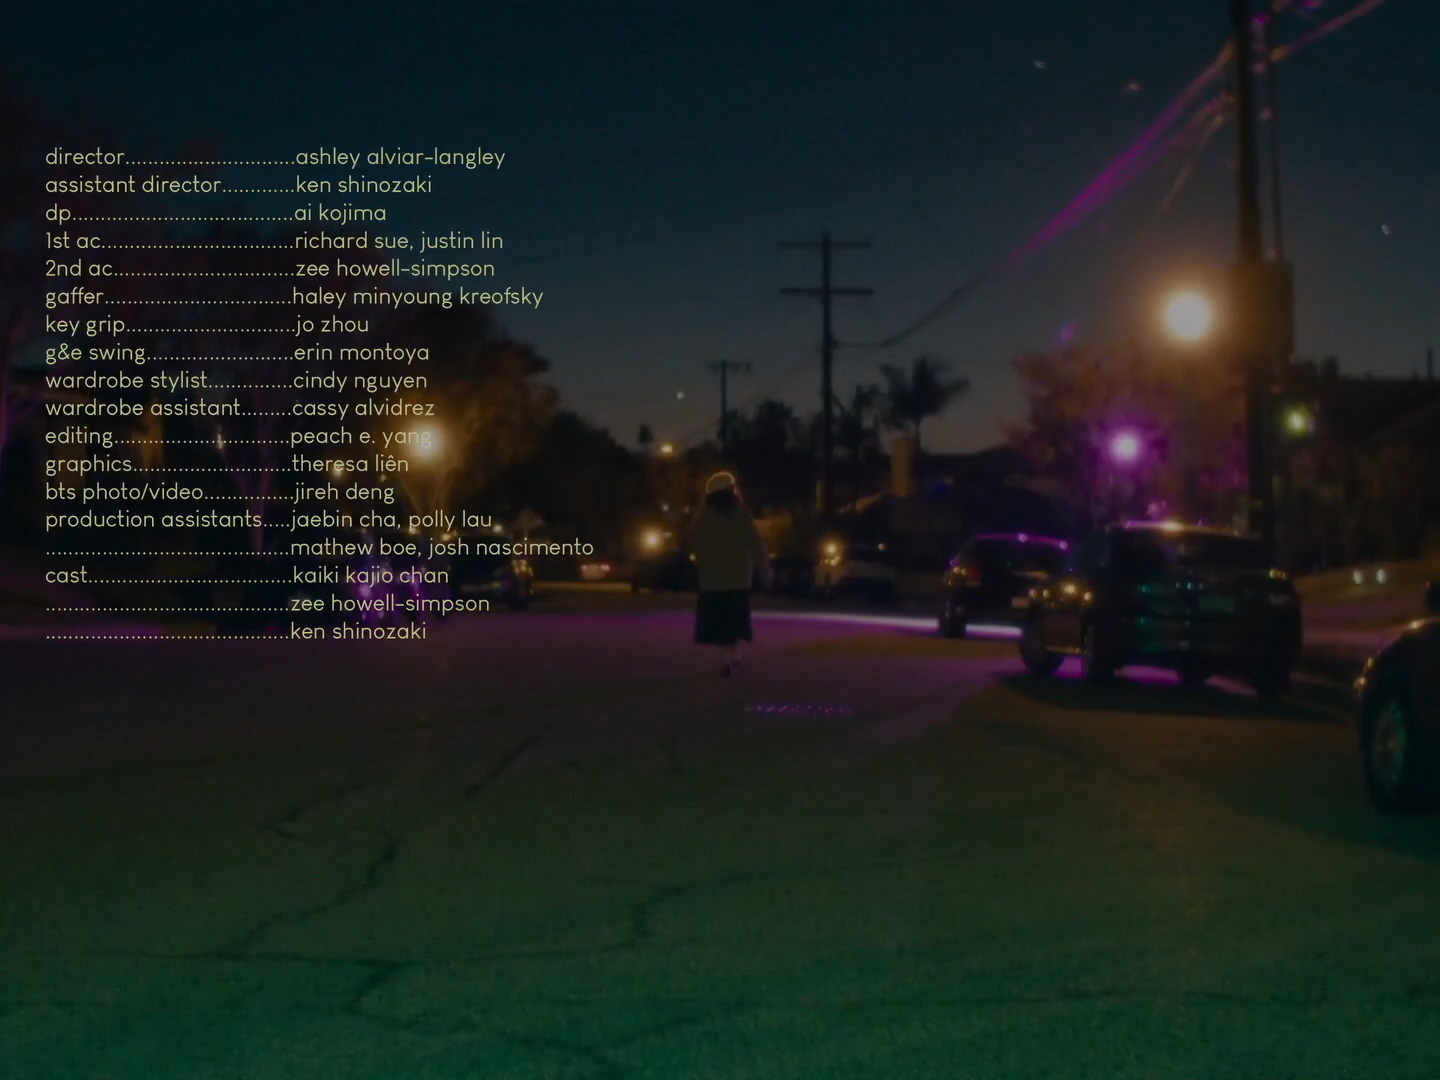 director..............................ashley alviar-langley
assistant director.............ken shinozaki
dp.......................................ai kojima
1st ac..................................richard sue, justin lin
2nd ac................................zee howell-simpson
gaffer.................................haley minyoung kreofsky
key grip..............................jo zhou
g&e swing..........................erin montoya
wardrobe stylist...............cindy nguyen
wardrobe assistant.........cassy alvidrez
editing...............................peach e. yang
graphics............................theresa liên
bts photo/video................jireh deng
production assistants.....jaebin cha, polly lau
...........................................mathew boe, josh nascimento
cast....................................kaiki kajio chan
...........................................zee howell-simpson
...........................................ken shinozaki